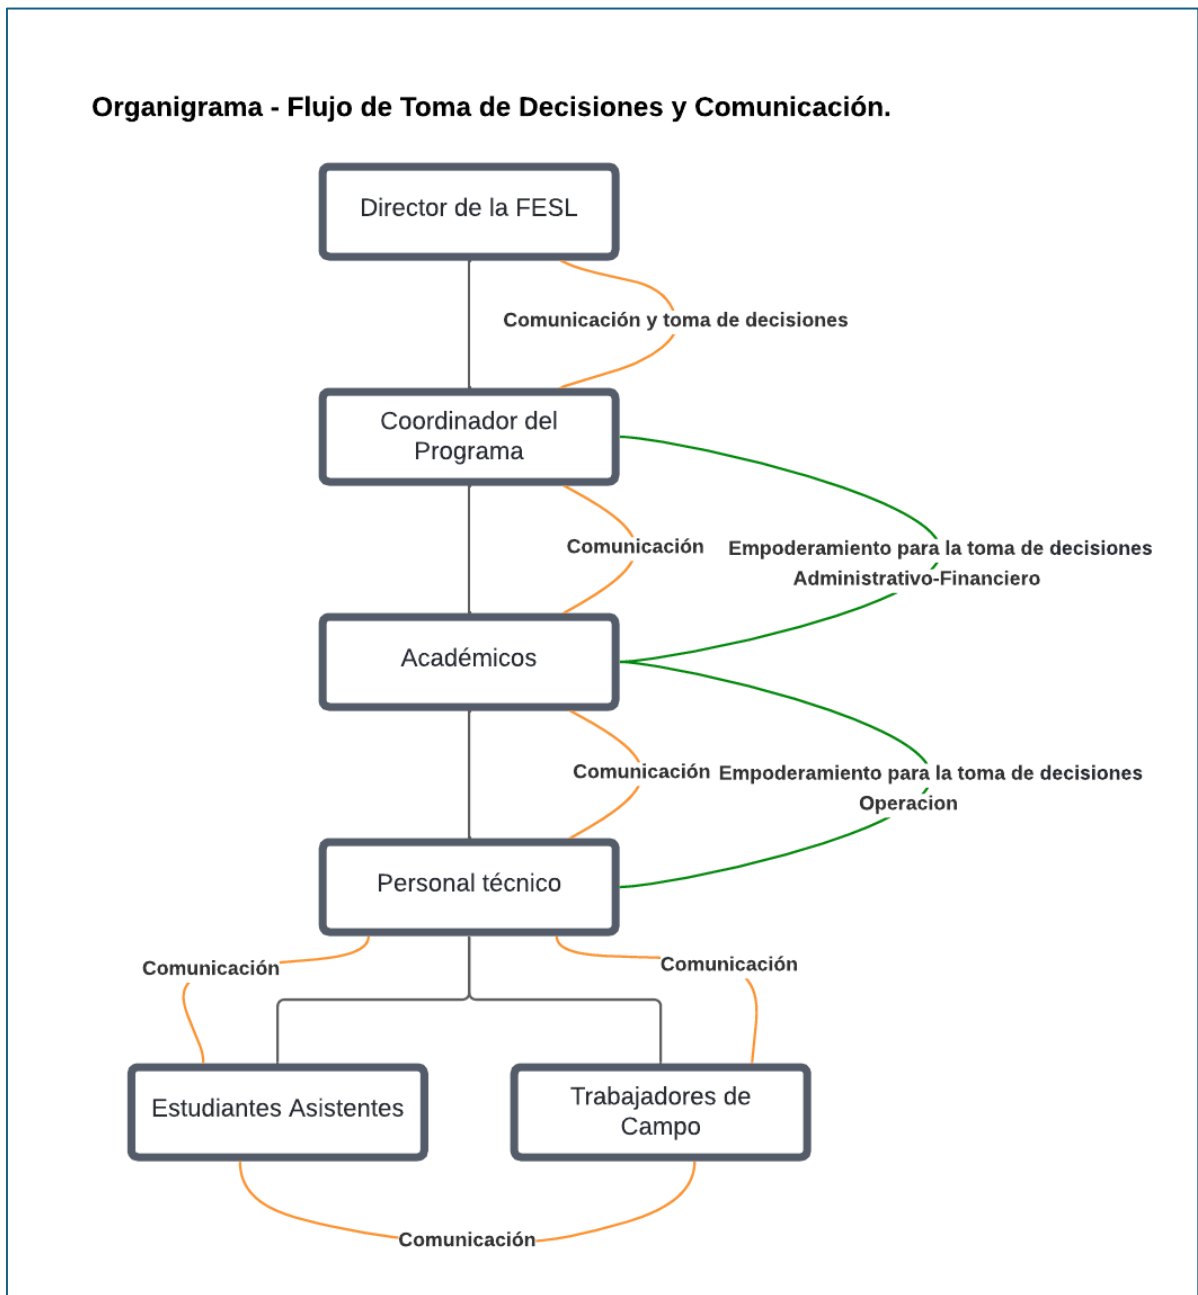 Organigrama - Flujo de Toma de Decisiones y Comunicación.
Director de la FESL
Comunicación y toma de decisiones
Coordinador del
Programa
Comunicación
Empoderamiento para la toma de decisiones
Administrativo-Financiero
Académicos
Comunicación
Empoderamiento para la toma de decisiones
Operacion
Personal técnico
Comunicación
Comunicación
Estudiantes Asistentes
Trabajadores de
Campo
Comunicación